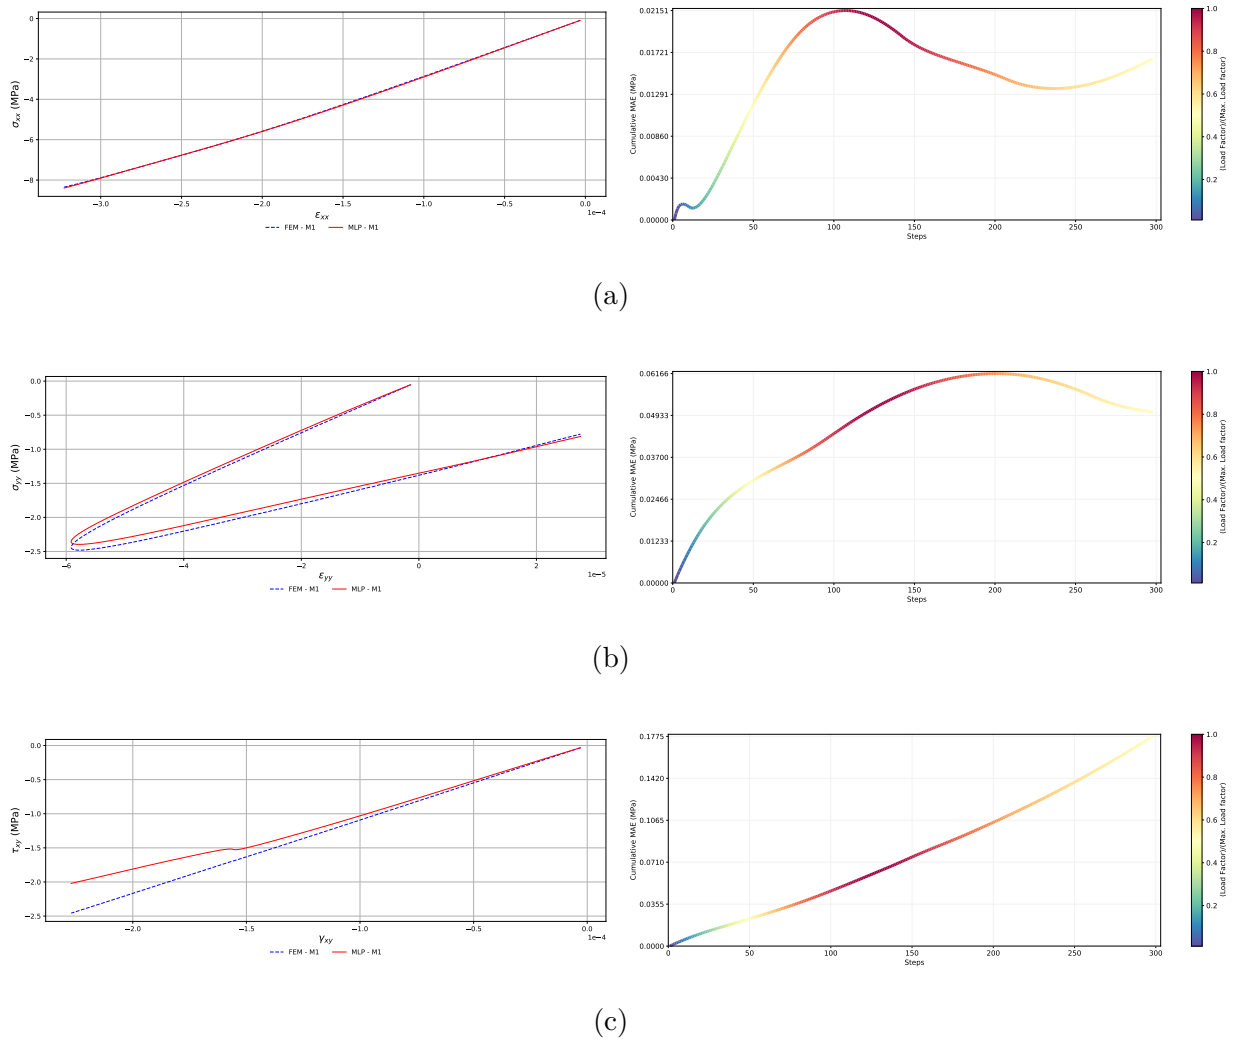 σxx (MPa)
0
−2
−4
−6
−8
−3.0 −2.5 −2.0 −1.5 −1.0 −0.5 0.0
1e−4
εxx
FEM - M1 MLP - M1
Cumulative MAE (MPa)
0.02151
0.01721
0.01291
0.00860
0.00430
0.00000
0 50 100 150 200 250 300
Steps
1.0
0.8
0.6
0.4
0.2
(Load Factor)/(Max. Load factor)
(a)
σyy (MPa)
0.0
−0.5
−1.0
−1.5
−2.0
−2.5
−6 −4 −2 0 2
1e−5
εyy
FEM - M1 MLP - M1
Cumulative MAE (MPa)
0.06166
0.04933
0.03700
0.02466
0.01233
0.00000
0 50 100 150 200 250 300
Steps
1.0
0.8
0.6
0.4
0.2
(Load Factor)/(Max. Load factor)
(b)
τxy (MPa)
0.0
−0.5
−1.0
−1.5
−2.0
−2.5
−2.0 −1.5 −1.0 −0.5 0.0
1e−4
γxy
FEM - M1 MLP - M1
Cumulative MAE (MPa)
0.1775
0.1420
0.1065
0.0710
0.0355
0.0000
0 50 100 150 200 250 300
Steps
1.0
0.8
0.6
0.4
0.2
(Load Factor)/(Max. Load factor)
(c)